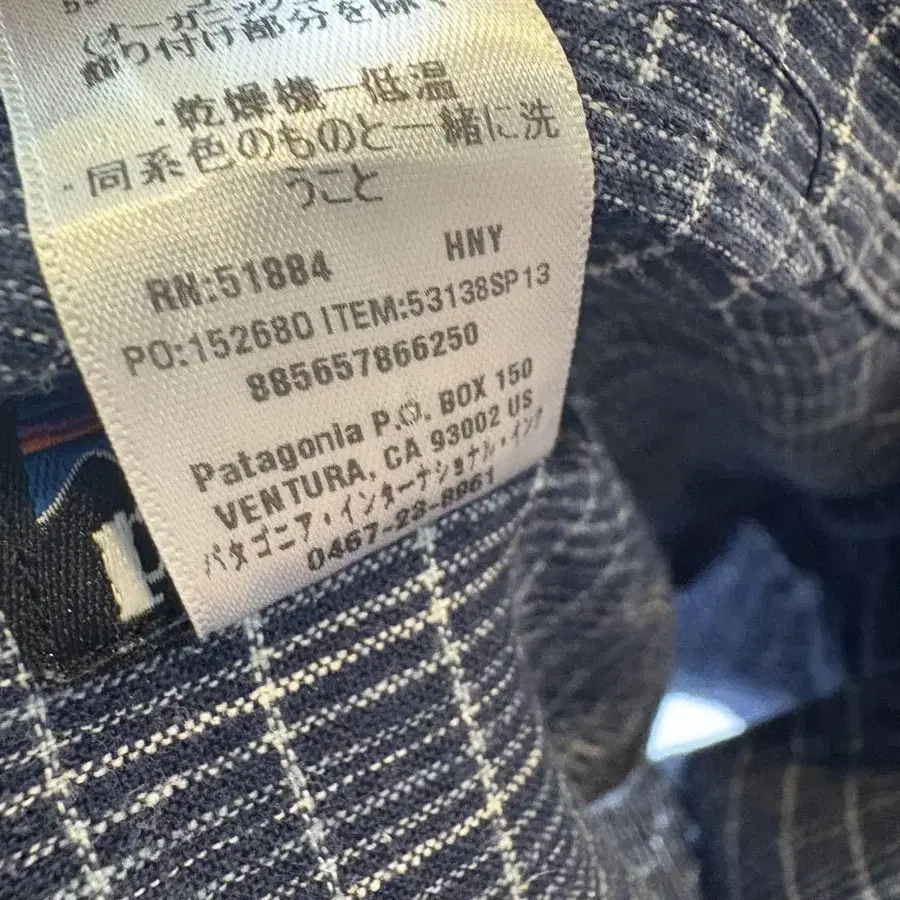 （オーガニック
飾り付け部分を除く
・乾燥機一低温
・同系色のものと一緒に洗
うこと
RN:51884 HNY
PO:152680 ITEM:53138SP13
885657866250
Patagonia P.O. BOX 150
VENTURA, CA 93002 US
パタゴニア・インターナショナル・インク
0467-23-8961